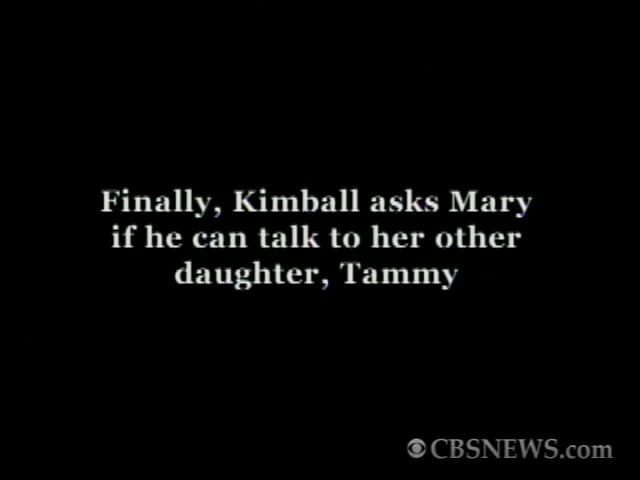 Finally, Kimball asks Mary
if he can talk to her other
daughter, Tammy
CBSNEWS.com